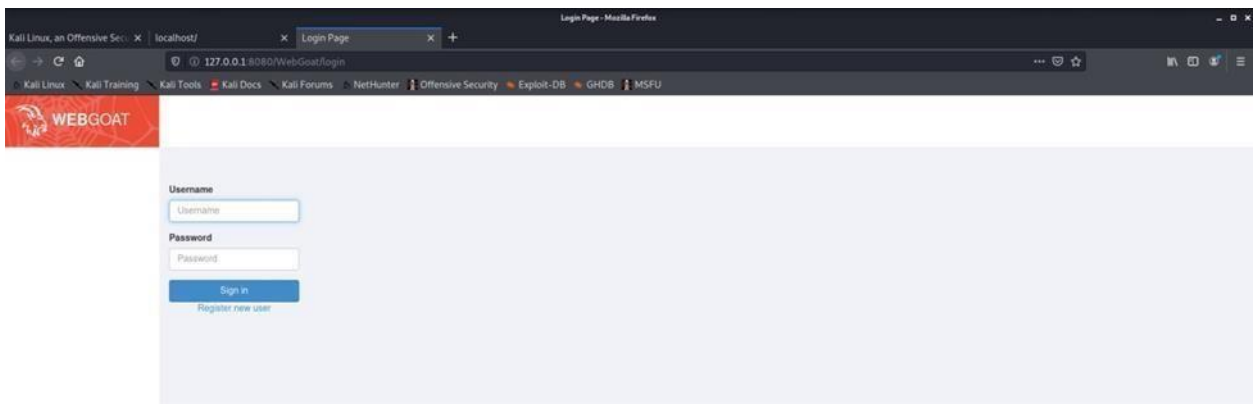 Login Page - Mozilla Firefox
Kali Linux, an Offensive Secu
localhost/
Login Page
127.0.0.1:8080/WebGoat/login
Kali Linux Kali Training Kali Tools Kali Docs Kali Forums NetHunter Offensive Security Exploit-DB GHDB MSFU
WEBGOAT
Username
Username
Password
Password
Sign in
Register new user